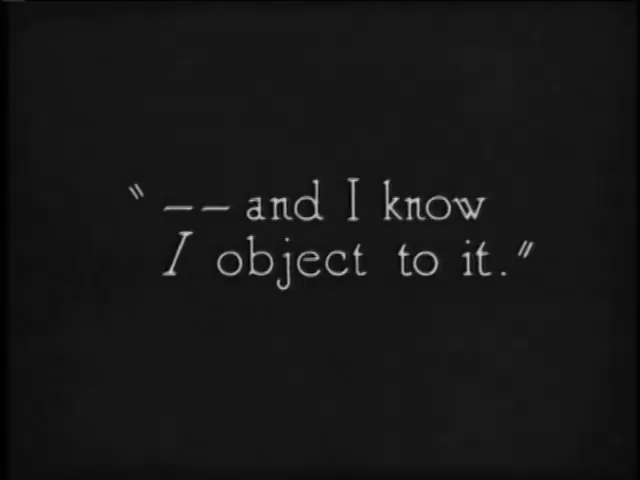 "—— and I know
I object to it."